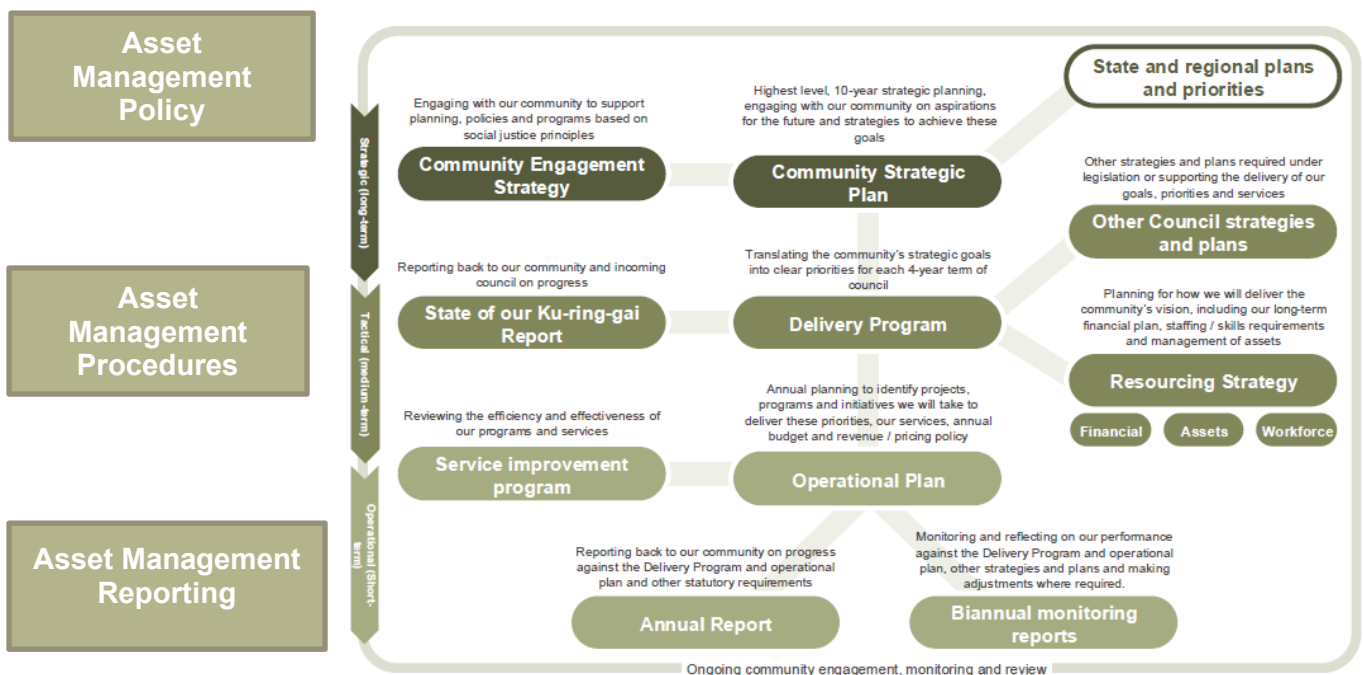 Asset
Management
Policy
Asset
Management
Procedures
Asset Management
Reporting
Strategic (long-term)
Tactical (medium-term)
Operational (Short-
term)
Engaging with our community to support
planning, policies and programs based on
social justice principles
Community Engagement
Strategy
Highest level, 10-year strategic planning,
engaging with our community on aspirations
for the future and strategies to achieve these
goals
Community Strategic
Plan
State and regional plans
and priorities
Other strategies and plans required under
legislation or supporting the delivery of our
goals, priorities and services
Other Council strategies
and plans
Reporting back to our community and incoming
council on progress
State of our Ku-ring-gai
Report
Translating the community's strategic goals
into clear priorities for each 4-year term of
council
Delivery Program
Planning for how we will deliver the
community's vision, including our long-term
financial plan, staffing / skills requirements
and management of assets
Resourcing Strategy
Financial
Assets
Workforce
Reviewing the efficiency and effectiveness of
our programs and services
Service improvement
program
Annual planning to identify projects,
programs and initiatives we will take to
deliver these priorities, our services, annual
budget and revenue / pricing policy
Operational Plan
Reporting back to our community on progress
against the Delivery Program and operational
plan and other statutory requirements
Annual Report
Monitoring and reflecting on our performance
against the Delivery Program and operational
plan, other strategies and plans and making
adjustments where required.
Biannual monitoring
reports
Ongoing community engagement, monitoring and review